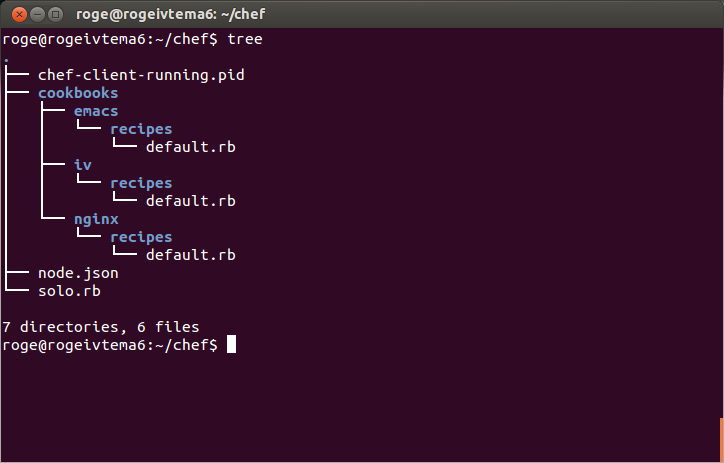 roge@rogeivtema6: ~/chef
roge@rogeivtema6:~/chef$ tree
.
├── chef-client-running.pid
├── cookbooks
│   ├── emacs
│   │   └── recipes
│   │       └── default.rb
│   ├── iv
│   │   └── recipes
│   │       └── default.rb
│   └── nginx
│       └── recipes
│           └── default.rb
├── node.json
└── solo.rb
7 directories, 6 files
roge@rogeivtema6:~/chef$